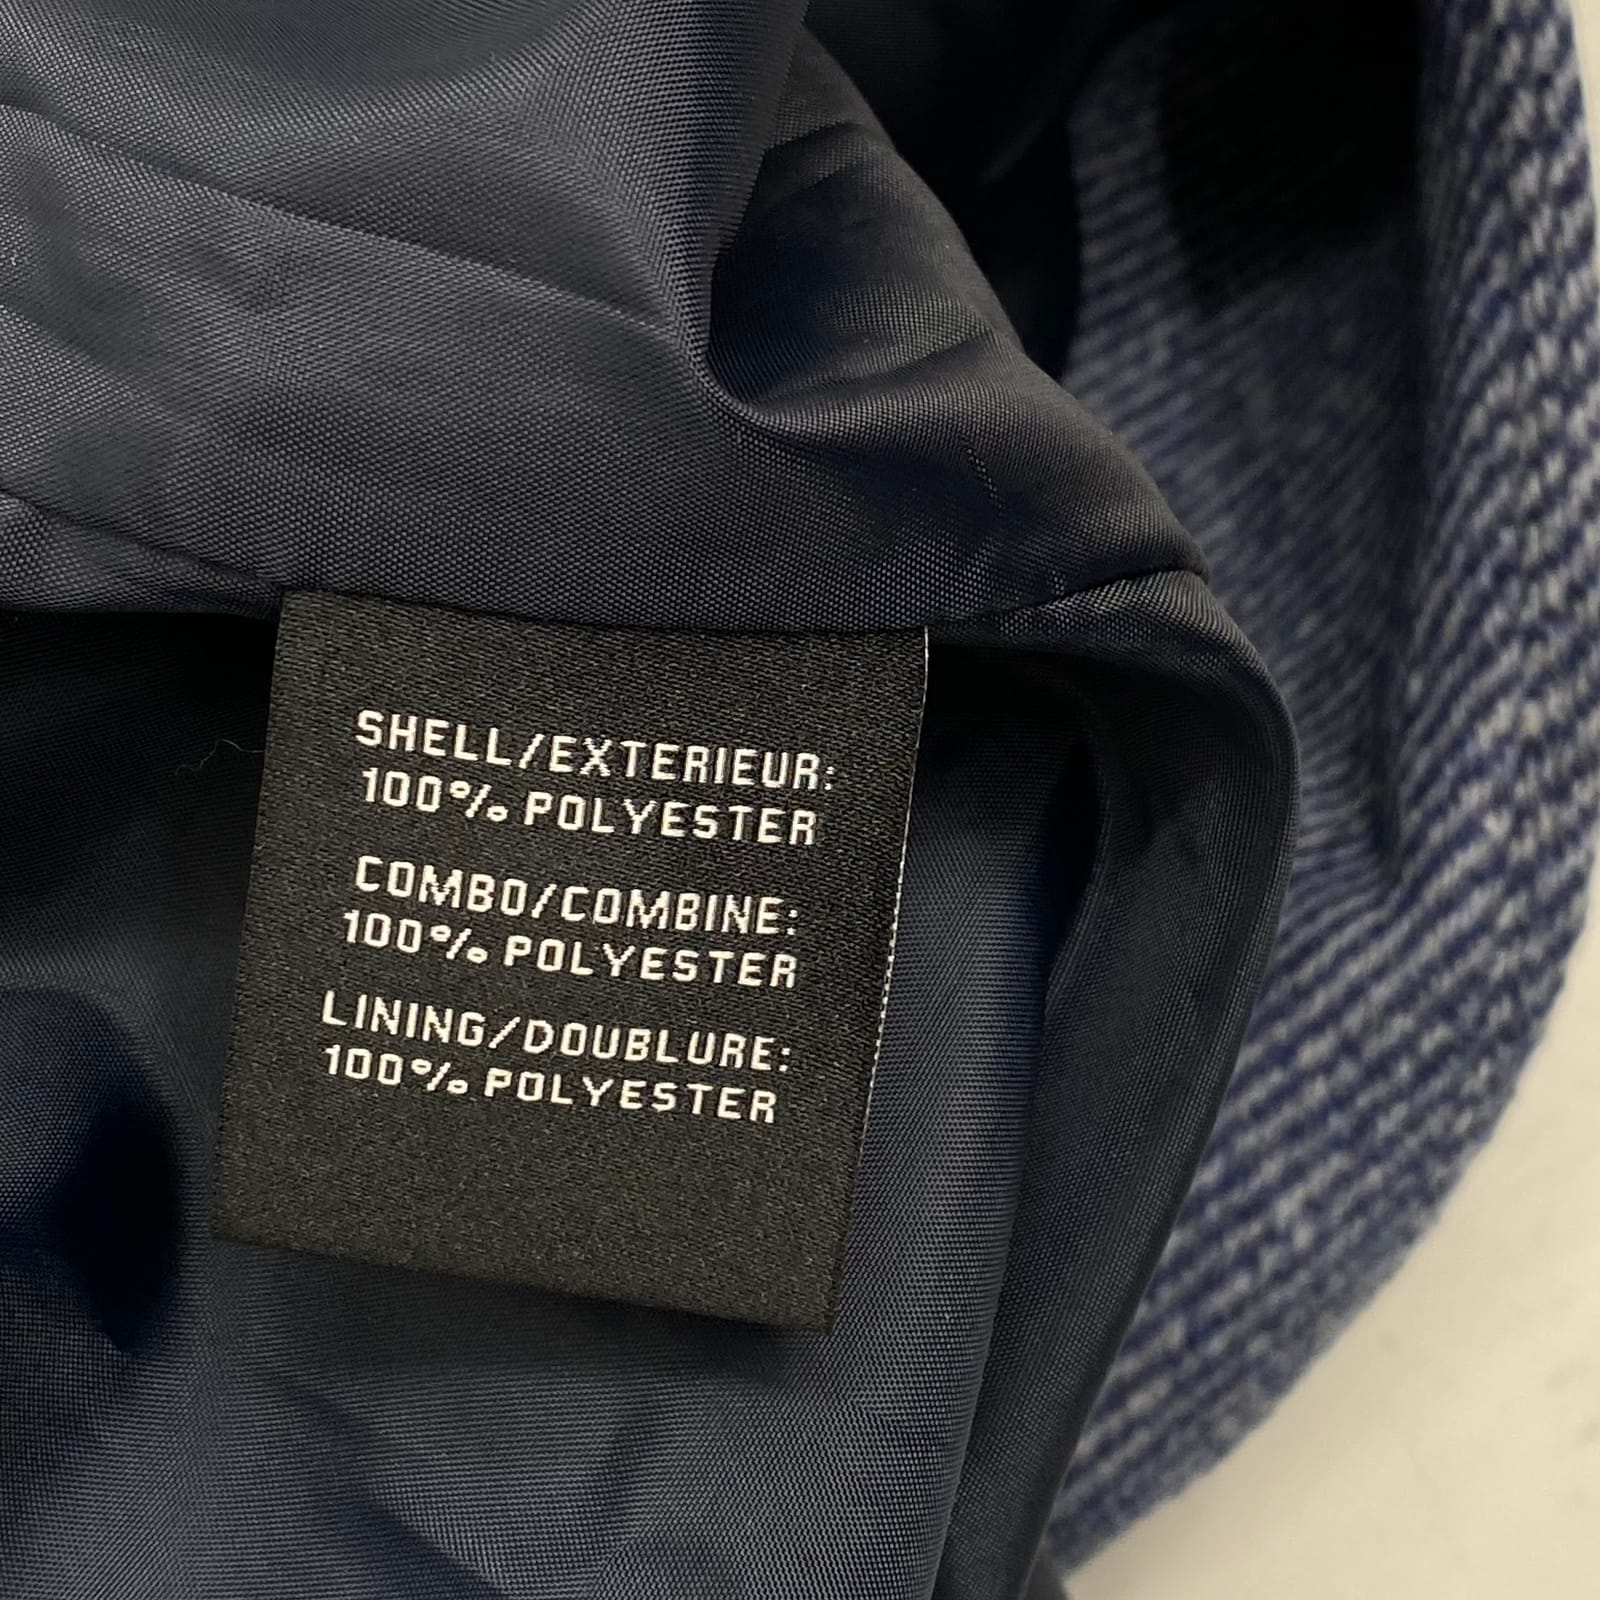 SHELL/EXTERIEUR:
100% POLYESTER
COMBO/COMBINE:
100% POLYESTER
LINING/DOUBLURE:
100% POLYESTER